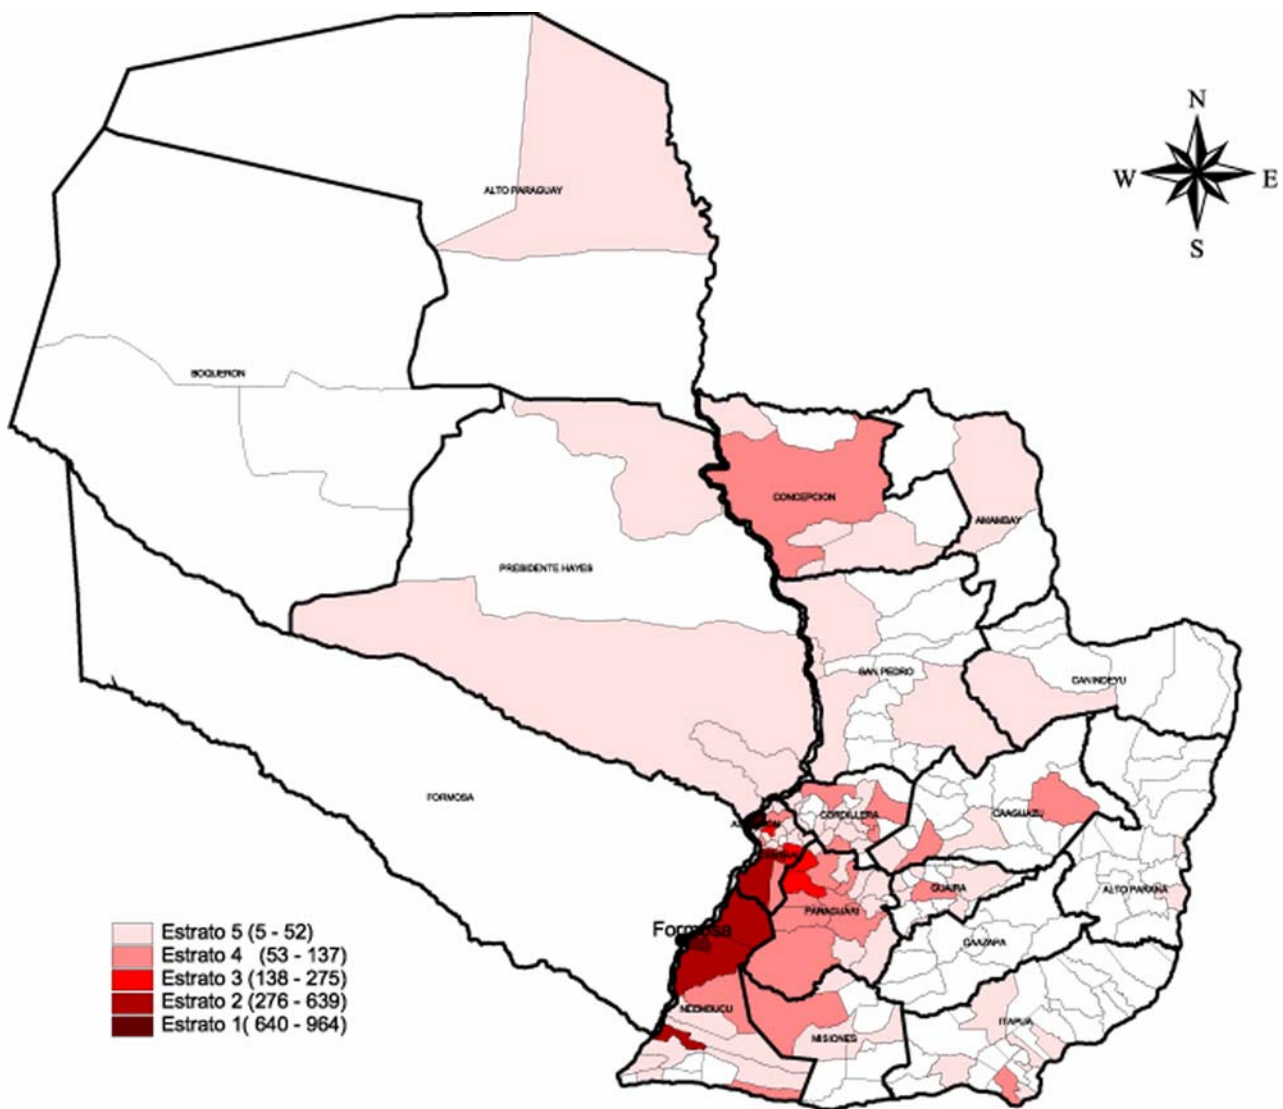 N
W E
S
ALTO PARAGUAY
BOQUERON
CONCEPCION
AMAMBAY
PRESIDENTE HAYES
SAN PEDRO
CANINDEYU
FORMOSA
CORDILLERA
CAAGUAZU
GUAIRA
ALTO PARANA
PARAGUARI
Formosa
CAAZAPA
ÑEEMBUCU
ITAPUA
MISIONES
Estrato 5 (5 - 52)
Estrato 4 (53 - 137)
Estrato 3 (138 - 275)
Estrato 2 (276 - 639)
Estrato 1( 640 - 964)